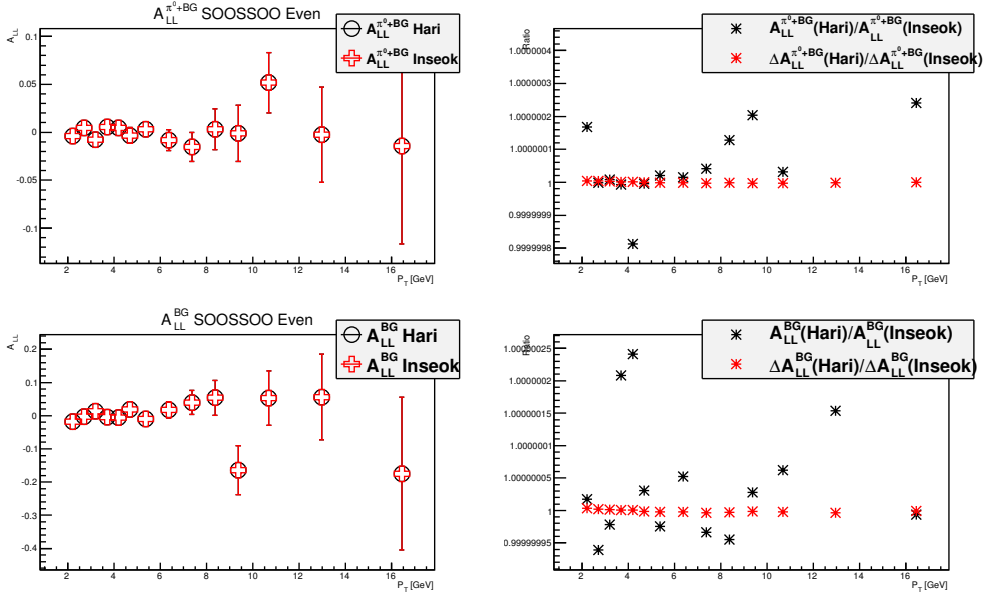 A_LL^π⁰+BG SOOSSOO Even
A_LL
A_LL^π⁰+BG Hari
A_LL^π⁰+BG Inseok
0.1
0.05
0
-0.05
-0.1
2 4 6 8 10 12 14 16
P_T [GeV]
Ratio
A_LL^π⁰+BG(Hari)/A_LL^π⁰+BG(Inseok)
ΔA_LL^π⁰+BG(Hari)/ΔA_LL^π⁰+BG(Inseok)
1.0000004
1.0000003
1.0000002
1.0000001
1
0.9999999
0.9999998
2 4 6 8 10 12 14 16
P_T [GeV]
A_LL^BG SOOSSOO Even
A_LL
A_LL^BG Hari
A_LL^BG Inseok
0.2
0.1
0
-0.1
-0.2
-0.3
-0.4
2 4 6 8 10 12 14 16
P_T [GeV]
Ratio
A_LL^BG(Hari)/A_LL^BG(Inseok)
ΔA_LL^BG(Hari)/ΔA_LL^BG(Inseok)
1.00000025
1.0000002
1.00000015
1.0000001
1.00000005
1
0.99999995
2 4 6 8 10 12 14 16
P_T [GeV]